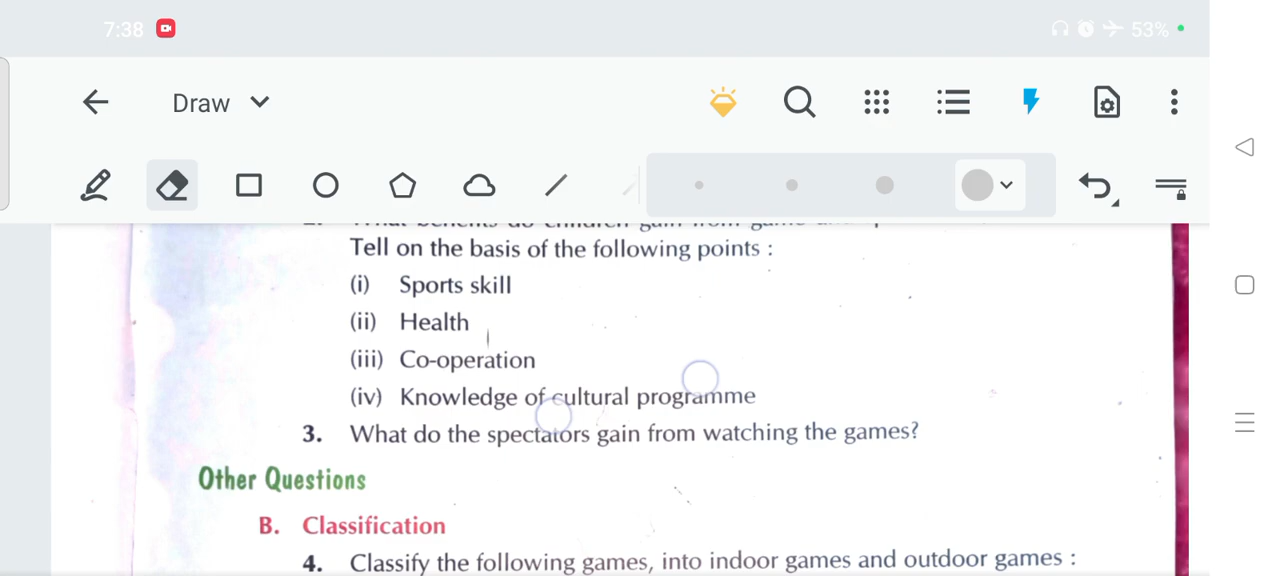 7:38
53%
Draw
Tell on the basis of the following points :
(i) Sports skill
(ii) Health
(iii) Co-operation
(iv) Knowledge of cultural programme
3. What do the spectators gain from watching the games?
Other Questions
B. Classification
4. Classify the following games, into indoor games and outdoor games :